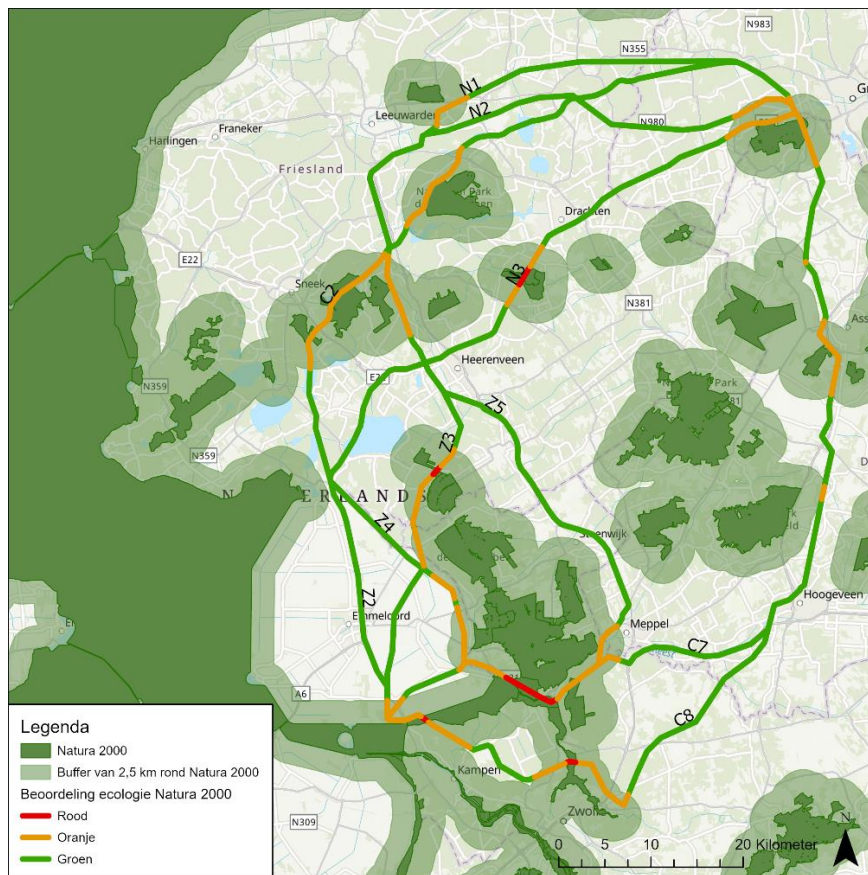 N983
N355
N1
Leeuwarden
N2
Franeker
N980
Harlingen
Friesland
Drachten
E22
N3
Sneek
C2
N381
Heerenveen
N359
Z5
Z3
N359
Z4
Steenwijk
Z2
Emmeloord
Hoogeveen
Meppel
C7
A6
C8
Kampen
N309
Zwolle
N
0 5 10 20 Kilometer
Legenda
Natura 2000
Buffer van 2,5 km rond Natura 2000
Beoordeling ecologie Natura 2000
Rood
Oranje
Groen